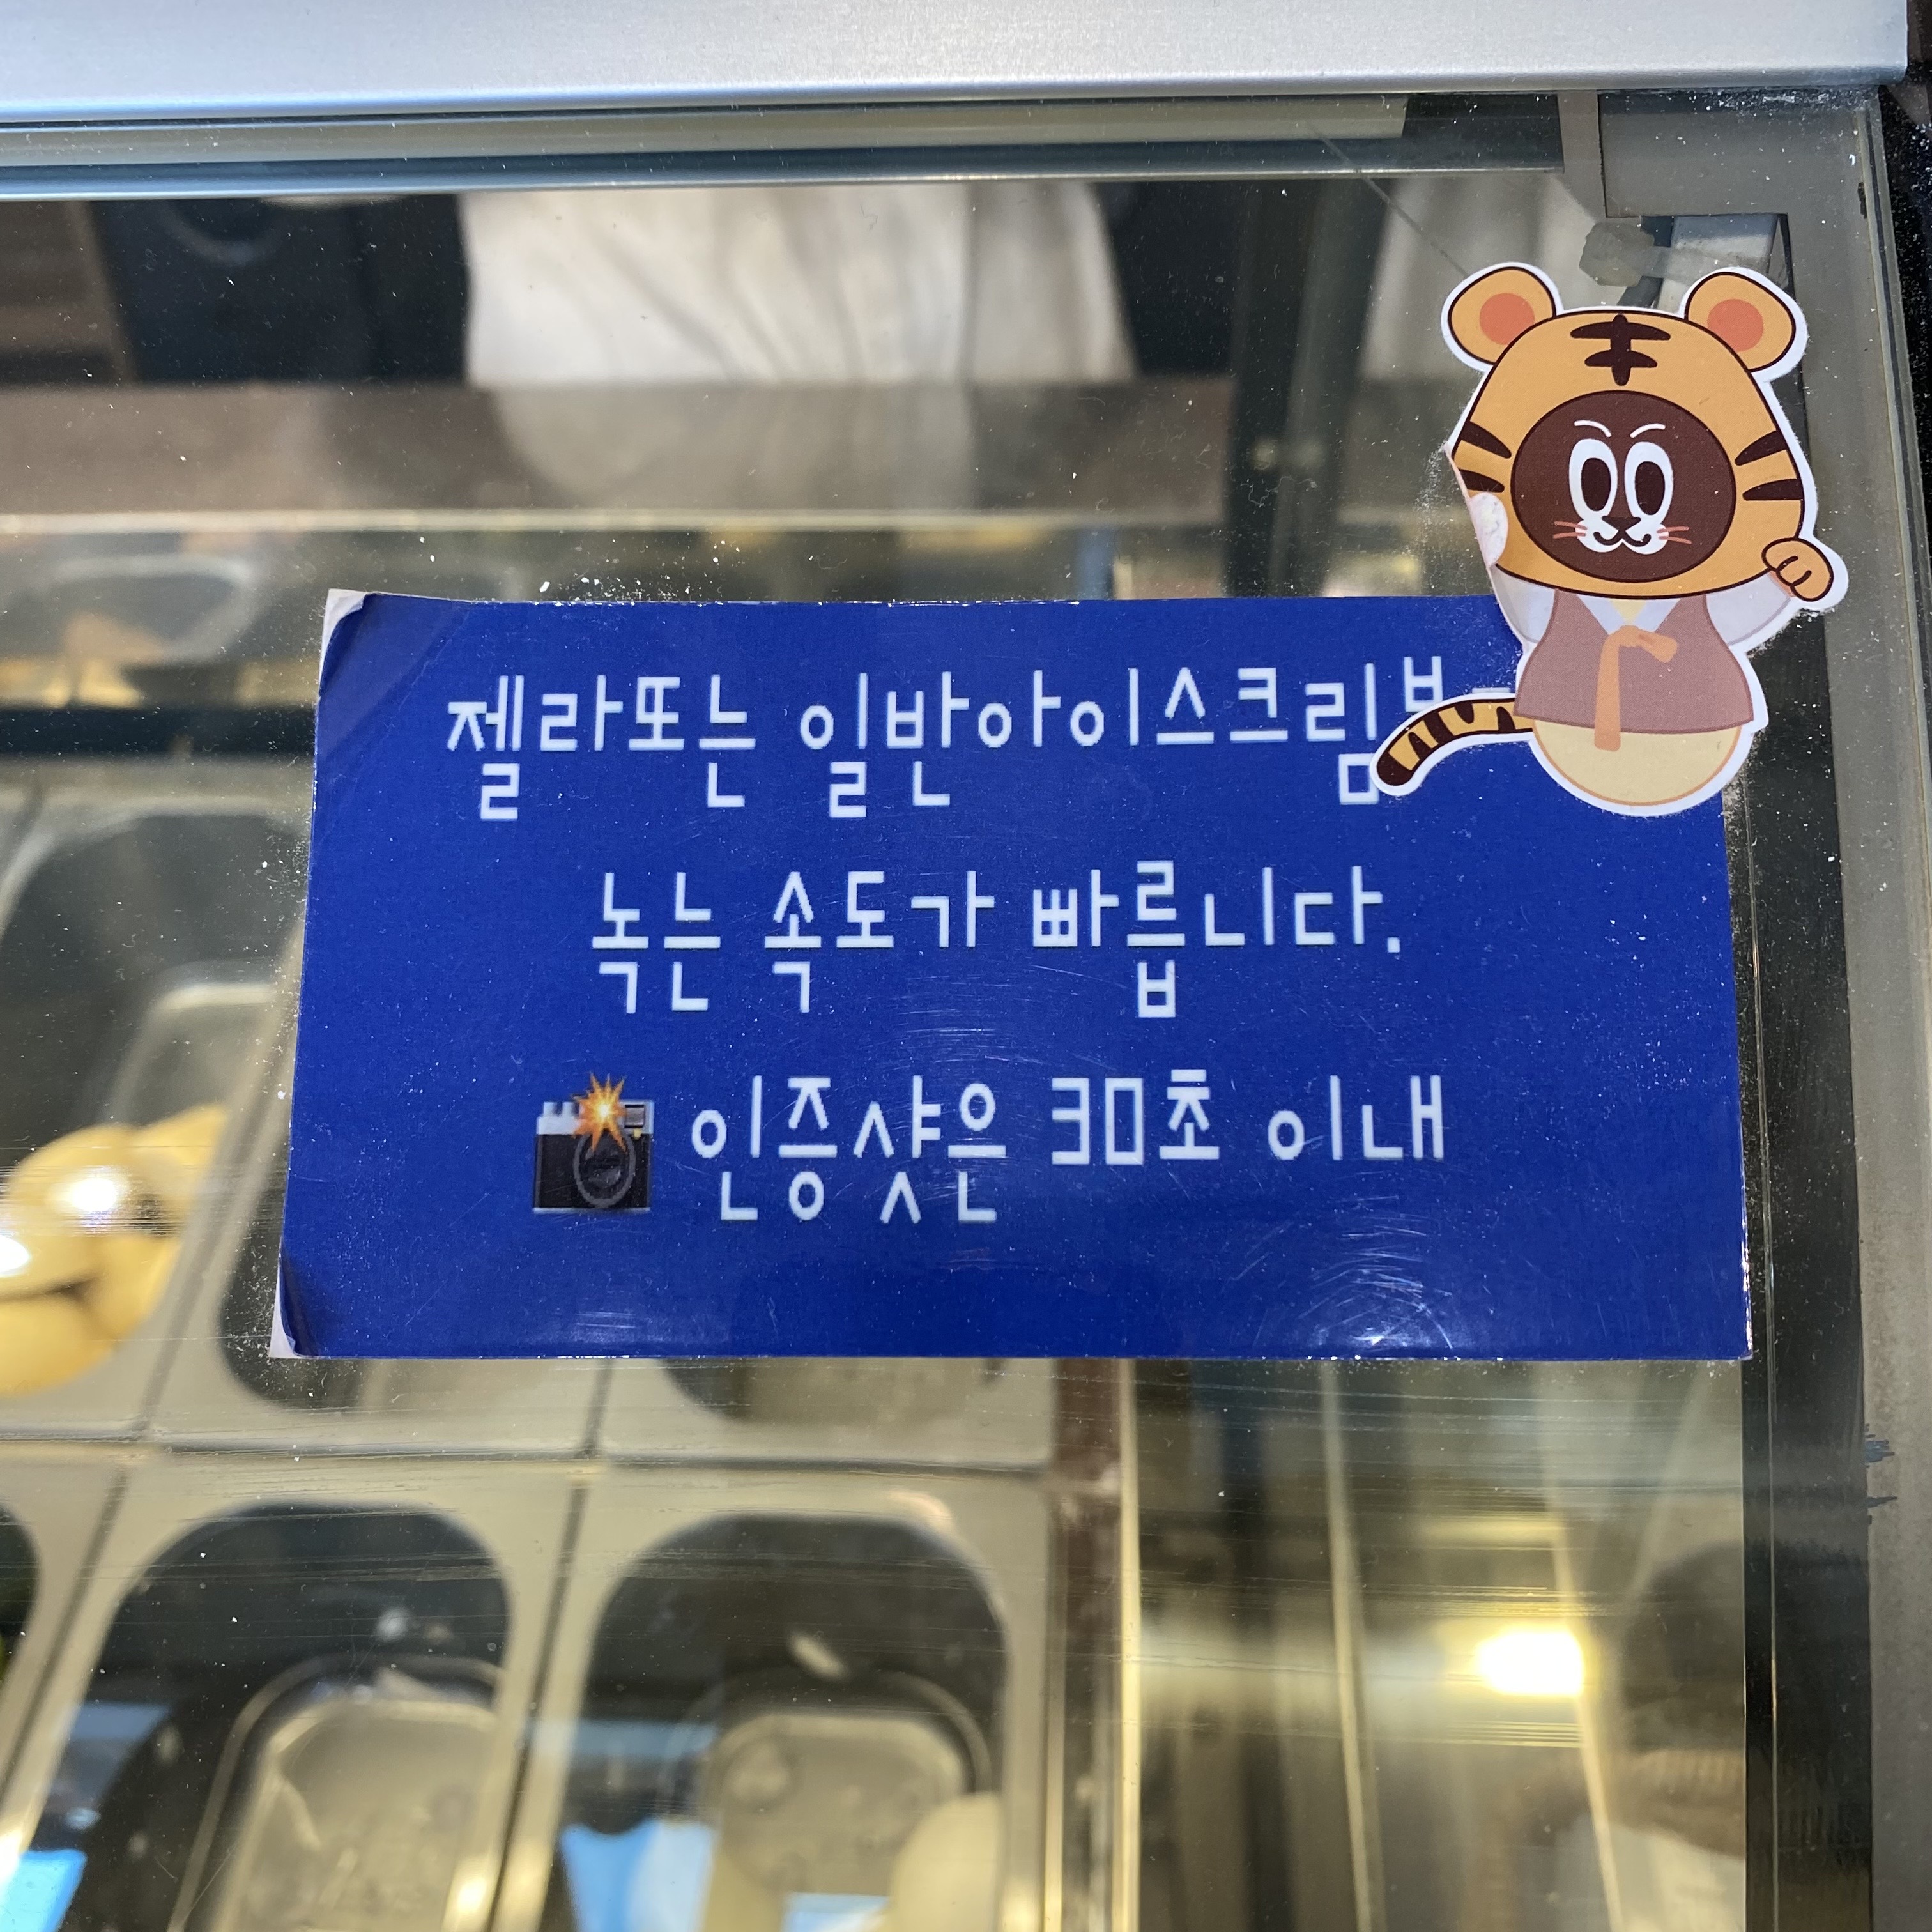 젤라또는 일반아이스크림
녹는 속도가 빠릅니다.
인증샷은 30초 이내